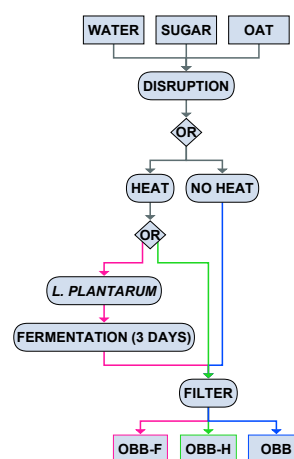 WATER SUGAR OAT
DISRUPTION
OR
HEAT NO HEAT
OR
L. PLANTARUM
FERMENTATION (3 DAYS)
FILTER
OBB-F OBB-H OBB